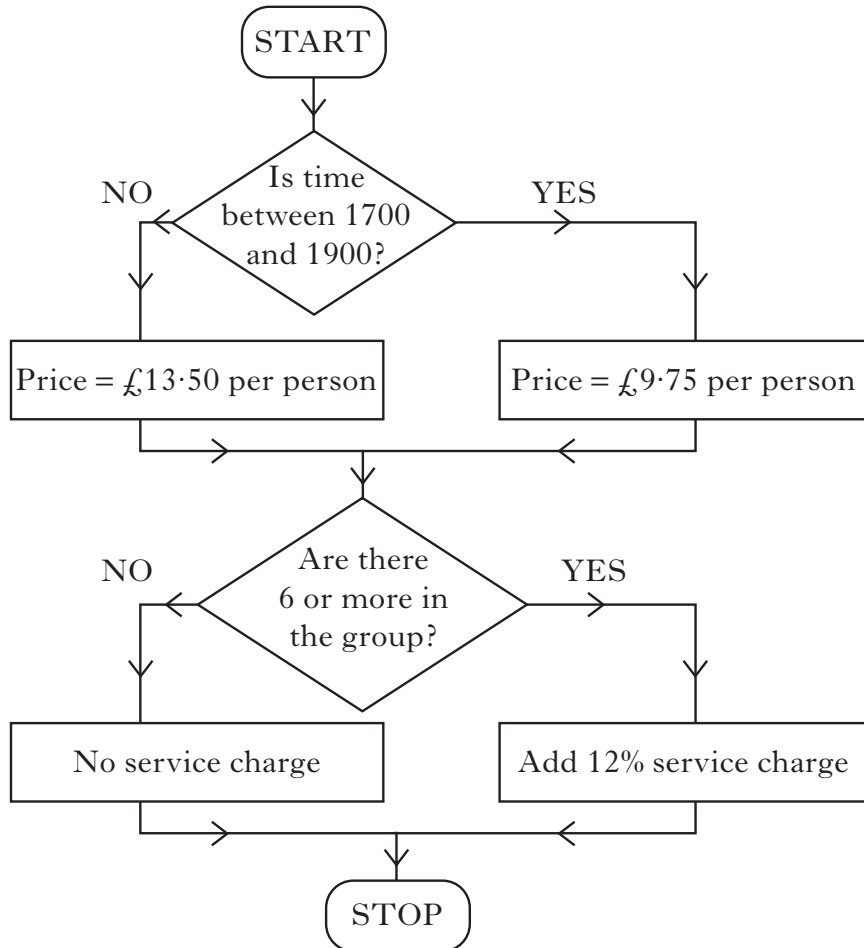 START
Is time
between 1700
and 1900?
NO
YES
Price = £13·50 per person
Price = £9·75 per person
Are there
6 or more in
the group?
NO
YES
No service charge
Add 12% service charge
STOP